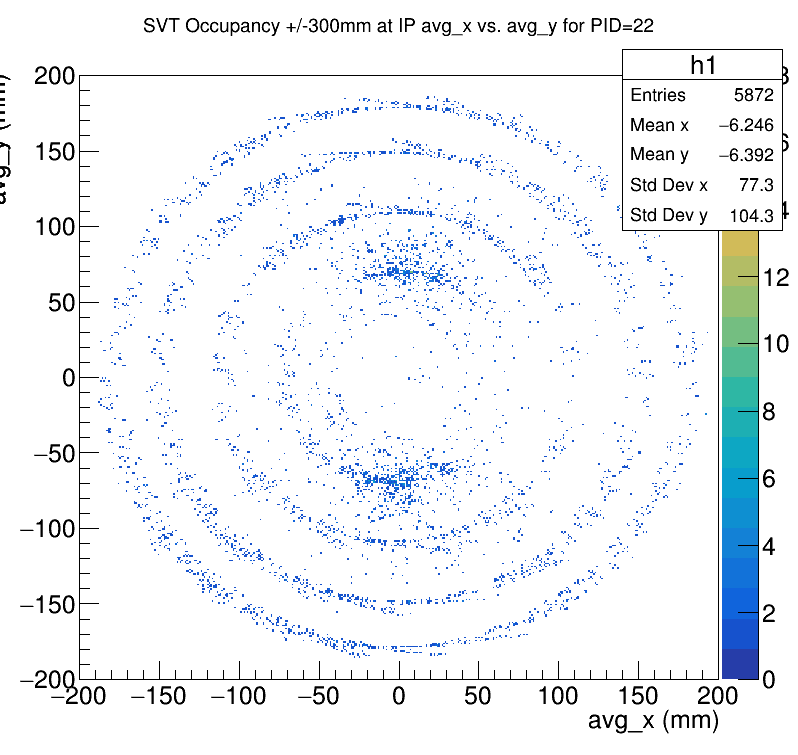 SVT Occupancy +/-300mm at IP avg_x vs. avg_y for PID=22
h1
Entries 5872
Mean x −6.246
Mean y −6.392
Std Dev x 77.3
Std Dev y 104.3
avg_y (mm)
200
150
100
50
0
−50
−100
−150
−200
−200 −150 −100 −50 0 50 100 150 200
avg_x (mm)
12
10
8
6
4
2
0